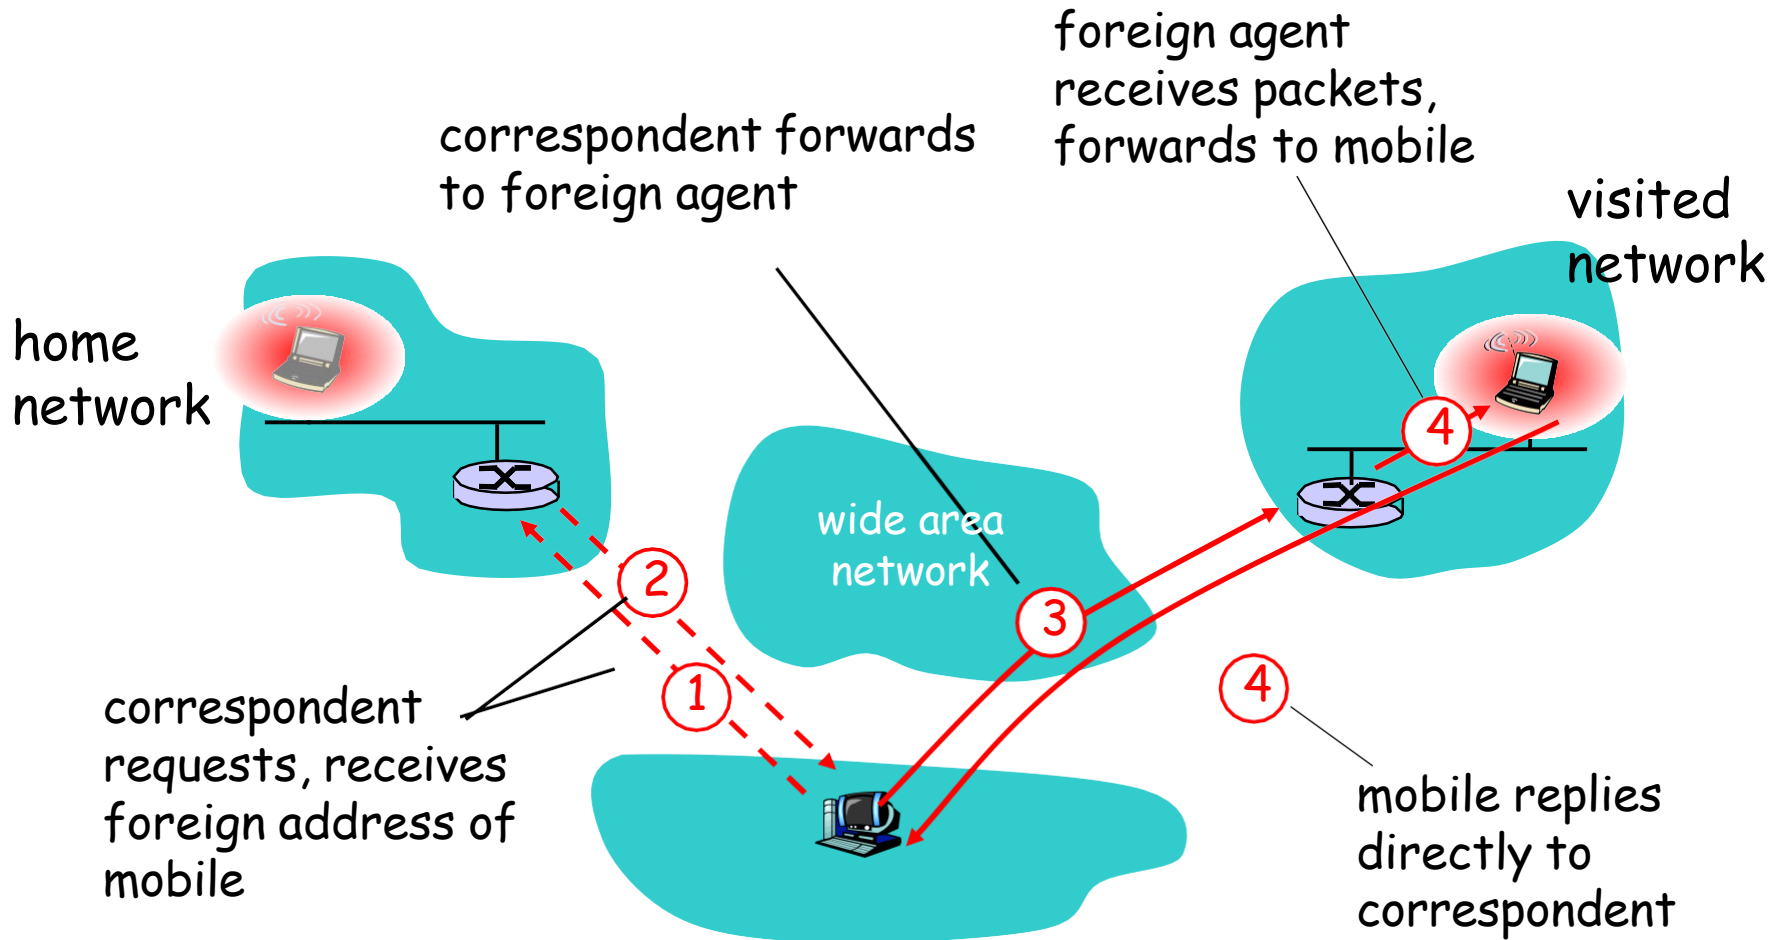 foreign agent
receives packets,
forwards to mobile
correspondent forwards
to foreign agent
visited
network
home
network
4
wide area
network
2
3
1
4
correspondent
requests, receives
foreign address of
mobile
mobile replies
directly to
correspondent